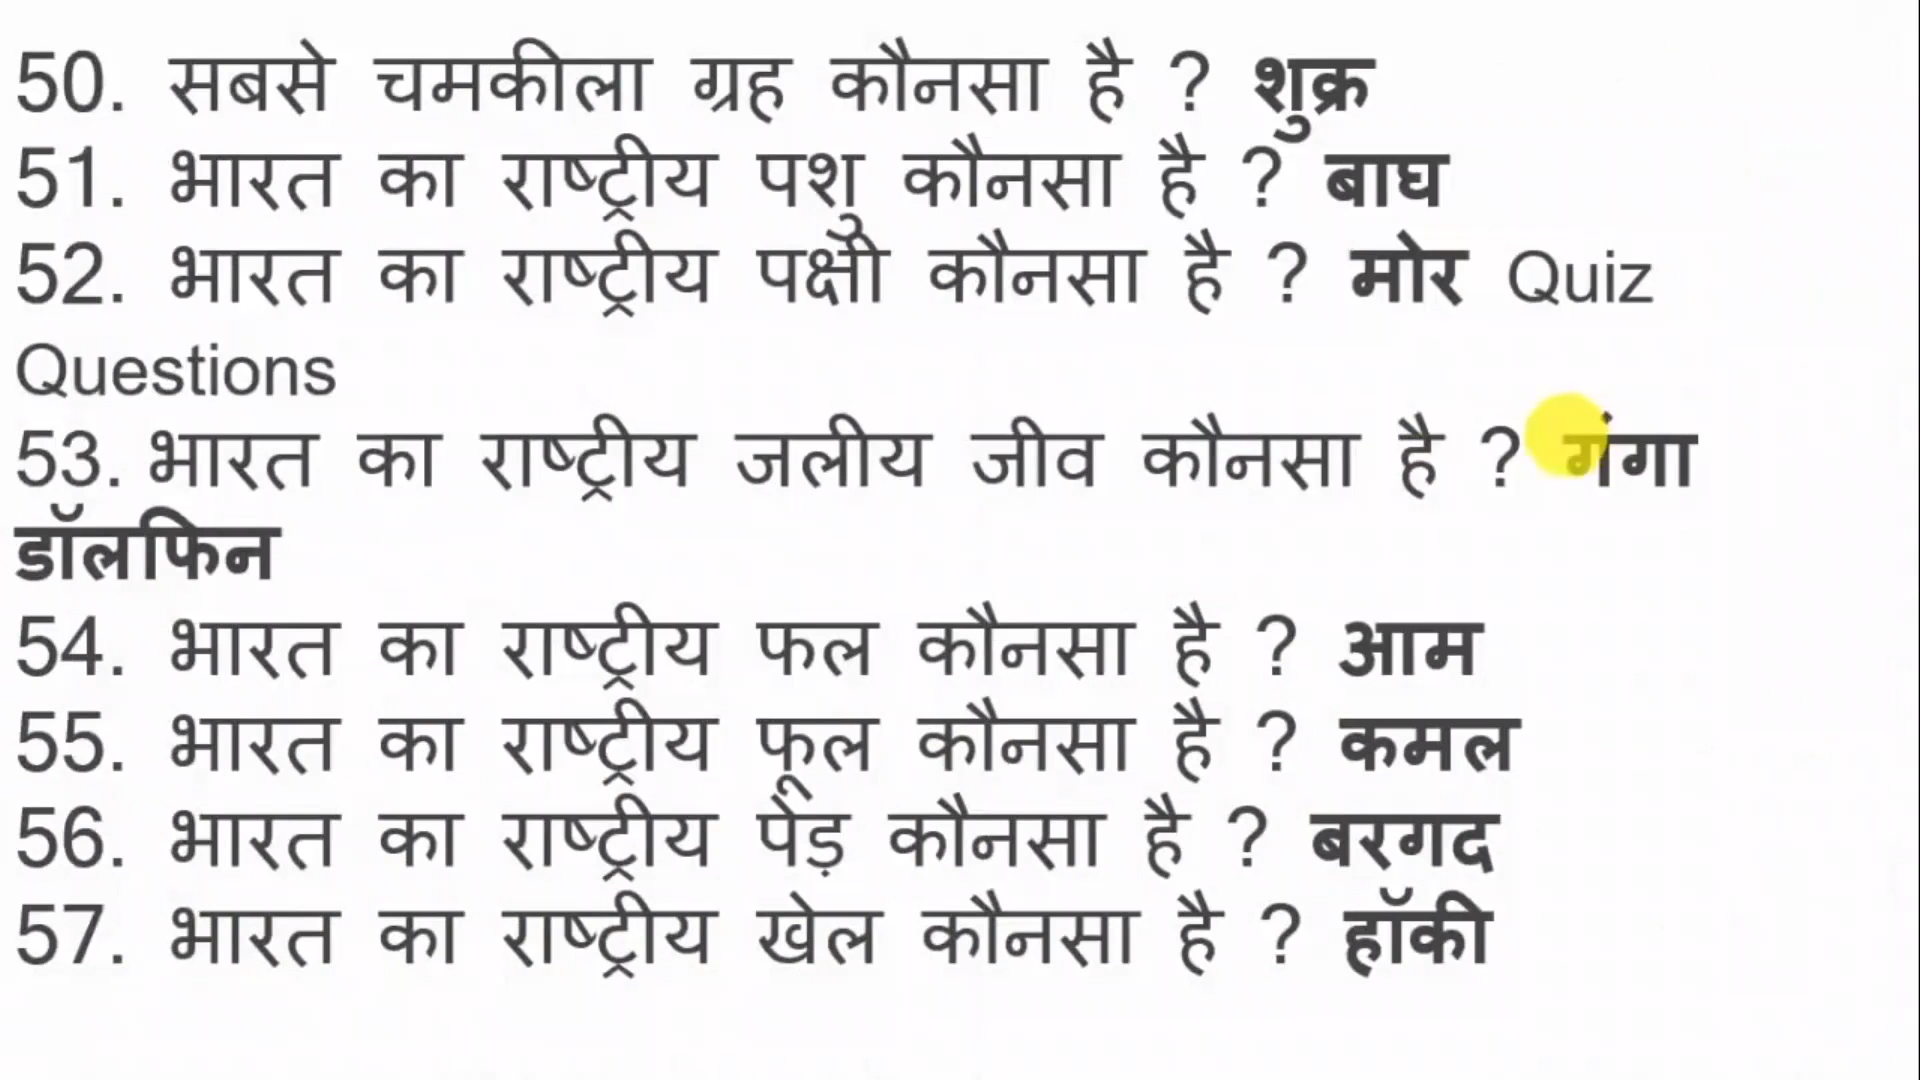 50. सबसे चमकीला ग्रह कौनसा है ? शुक्र
51. भारत का राष्ट्रीय पशु कौनसा है ? बाघ
52. भारत का राष्ट्रीय पक्षी कौनसा है ? मोर Quiz
Questions
53. भारत का राष्ट्रीय जलीय जीव कौनसा है ? गंगा
डॉलफिन
54. भारत का राष्ट्रीय फल कौनसा है ? आम
55. भारत का राष्ट्रीय फूल कौनसा है ? कमल
56. भारत का राष्ट्रीय पेड़ कौनसा है ? बरगद
57. भारत का राष्ट्रीय खेल कौनसा है ? हॉकी